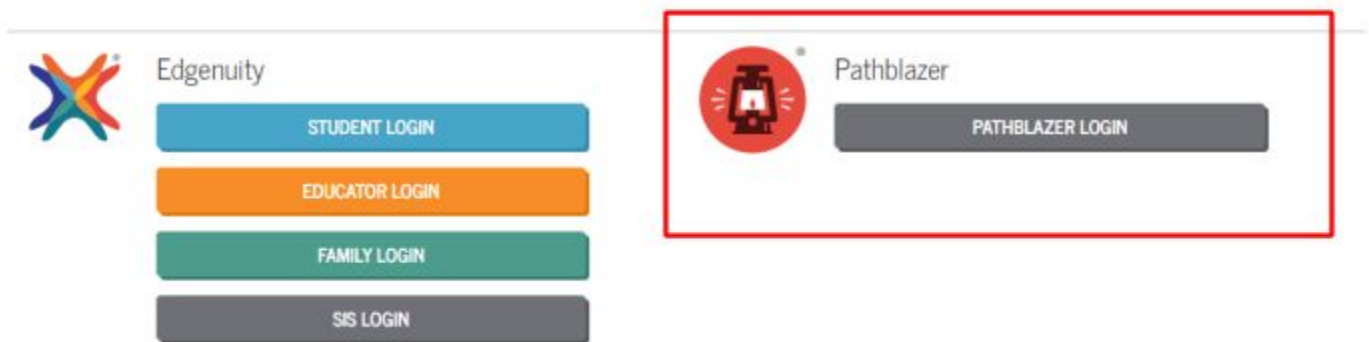 Edgenuity
STUDENT LOGIN
EDUCATOR LOGIN
FAMILY LOGIN
SIS LOGIN
Pathblazer
PATHBLAZER LOGIN